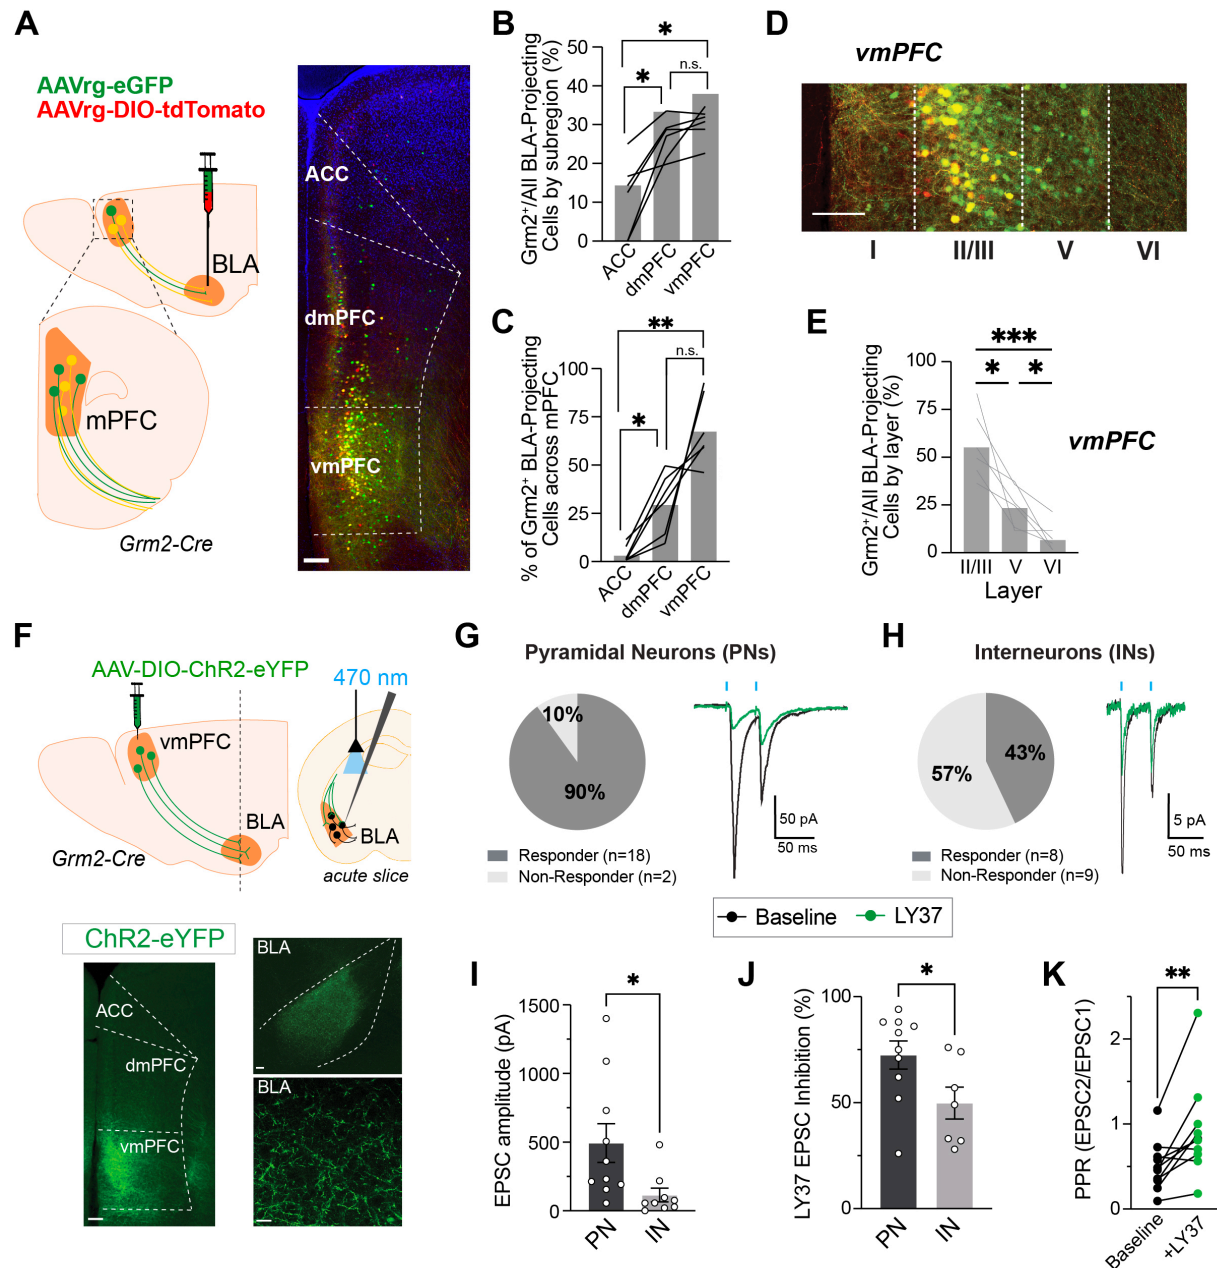 A
AAVrg-eGFP
AAVrg-DIO-tdTomato
BLA
mPFC
Grm2-Cre
ACC
dmPFC
vmPFC
B
Grm2+/All BLA-Projecting
Cells by subregion (%)
50
40
30
20
10
0
*
*
n.s.
ACC
dmPFC
vmPFC
C
% of Grm2+ BLA-Projecting
Cells across mPFC
100
75
50
25
0
**
n.s.
*
ACC
dmPFC
vmPFC
D
vmPFC
I
II/III
V
VI
E
Grm2+/All BLA-Projecting
Cells by layer (%)
100
75
50
25
0
***
* *
vmPFC
II/III V VI
Layer
F
AAV-DIO-ChR2-eYFP
470 nm
vmPFC
BLA
Grm2-Cre
BLA
acute slice
ChR2-eYFP
ACC
dmPFC
vmPFC
BLA
BLA
G
Pyramidal Neurons (PNs)
10%
90%
50 pA
50 ms
Responder (n=18)
Non-Responder (n=2)
H
Interneurons (INs)
57%
43%
5 pA
50 ms
Responder (n=8)
Non-Responder (n=9)
Baseline LY37
I
EPSC amplitude (pA)
1500
1000
500
0
*
PN
IN
J
LY37 EPSC Inhibition (%)
100
50
0
*
PN
IN
K
PPR (EPSC2/EPSC1)
2
1
0
**
Baseline
+LY37